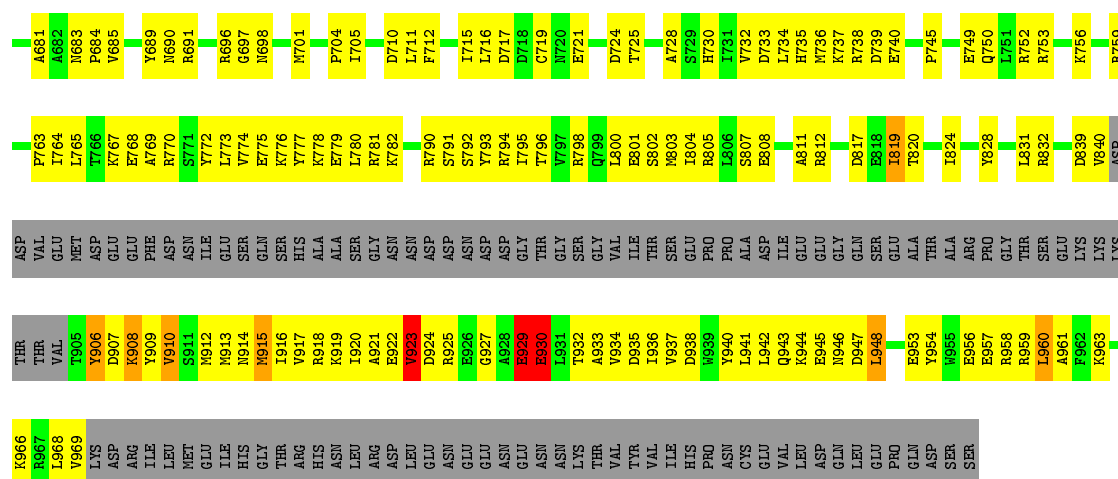 A681 A682 N683 P684 V685 Y689 N690 R691 R696 G697 N698 M701 P704 I705 D710 L711 F712 I715 L716 D717 D718 C719 N720 E721 D724 T725 A728 S729 H730 I731 V732 D733 L734 H735 M736 K737 R738 D739 E740 P745 E749 Q750 L751 R752 R753 K756
P763 I764 L765 T766 K767 E768 A769 R770 S771 Y772 L773 V774 E775 K776 Y777 K778 E779 L780 R781 K782 R790 S791 S792 Y793 R794 I795 T796 V797 R798 Q799 L800 E801 S802 M803 I804 R805 L806 S807 E808 A811 R812 D817 E818 I819 T820 I824 Y828 L831 R832 D839 V840 ASP
ASP VAL GLU MET ASP GLU GLU PHE ASP ASN ILE GLU SER GLN SER HIS ALA ALA SER GLY ASN ASN ASP ASP ASN ASP ASP GLY THR GLY SER GLY VAL ILE THR SER GLU PRO PRO ALA ASP ILE GLU GLU GLY GLN SER GLU ALA THR ALA ARG PRO GLY THR SER GLU LYS LYS LYS
THR THR VAL T905 Y906 D907 K908 Y909 V910 S911 M912 M913 N914 M915 I916 V917 R918 K919 I920 A921 E922 V923 D924 R925 E926 G927 A928 E929 E930 L931 T932 A933 V934 D935 I936 V937 D938 W939 Y940 L941 L942 Q943 K944 E945 N946 D947 L948 E953 Y954 W955 E956 E957 R958 R959 L960 A961 F962 K963
K966 R967 L968 V969 LYS ASP ARG ILE LEU MET GLU ILE HIS GLY THR ARG HIS ASN LEU ARG ASP LEU GLU ASN GLU GLU ASN GLU ASN ASN LYS THR VAL TYR VAL ILE HIS PRO ASN CYS GLU VAL LEU ASP GLN LEU GLU PRO GLN ASP SER SER